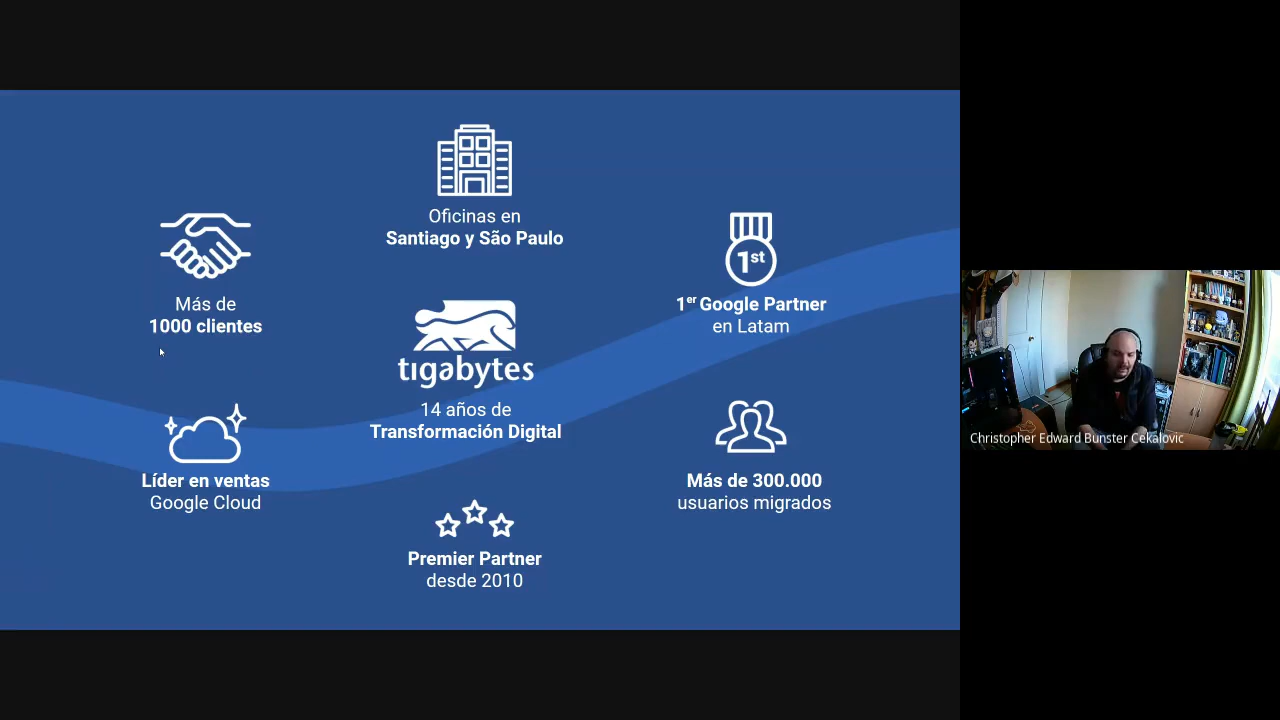 Oficinas en
Santiago y São Paulo
Más de
1000 clientes
1st
1er Google Partner
en Latam
tigabytes
14 años de
Transformación Digital
Líder en ventas
Google Cloud
Más de 300.000
usuarios migrados
Premier Partner
desde 2010
Christopher Edward Bunster Cekalovic